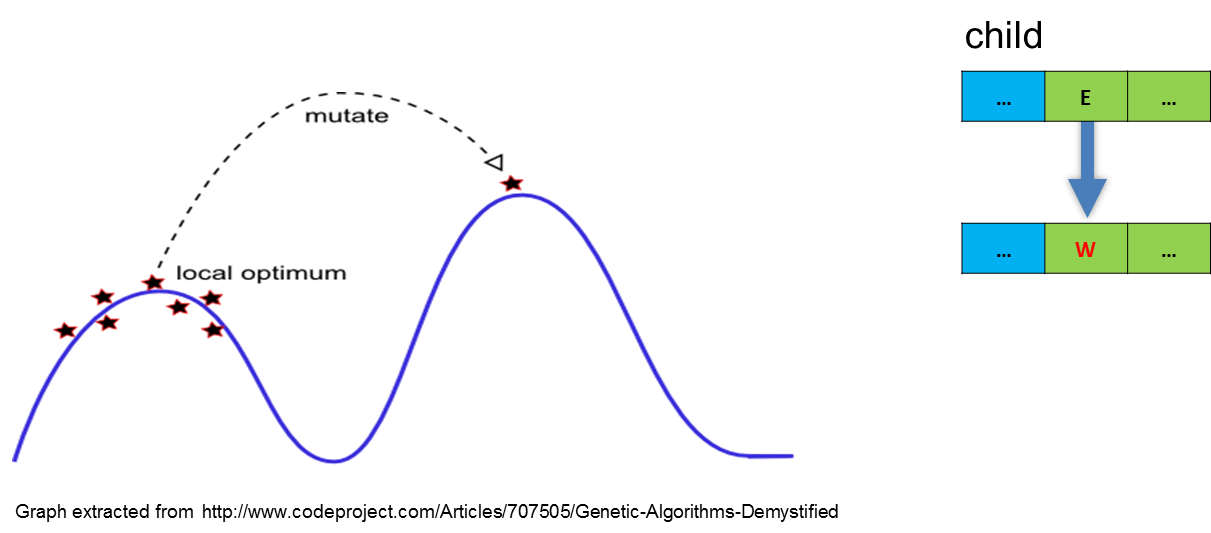 child
... E ...
mutate
local optimum
... W ...
Graph extracted from http://www.codeproject.com/Articles/707505/Genetic-Algorithms-Demystified